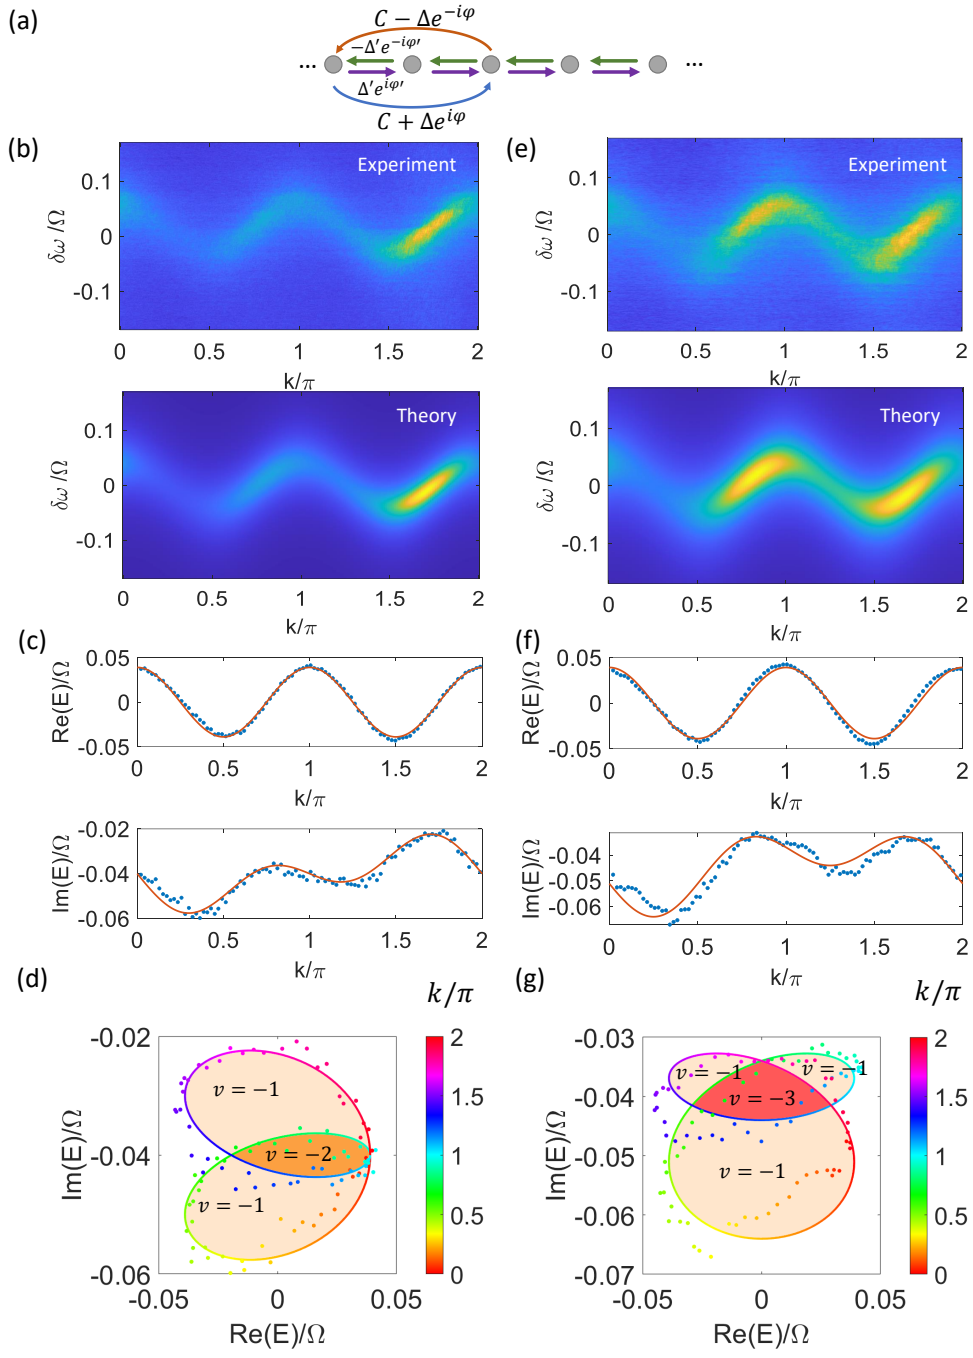 (a)
C − Δe^{−iφ}
−Δ′e^{−iφ′}
... ...
Δ′e^{iφ′}
C + Δe^{iφ}
(b)
Experiment
0.1
0
-0.1
δω /Ω
0 0.5 1 1.5 2
k/π
Theory
0.1
0
-0.1
δω /Ω
0 0.5 1 1.5 2
k/π
(e)
Experiment
0.1
0
-0.1
δω /Ω
0 0.5 1 1.5 2
k/π
Theory
0.1
0
-0.1
δω /Ω
0 0.5 1 1.5 2
k/π
(c)
0.05
0
-0.05
Re(E)/Ω
0 0.5 1 1.5 2
k/π
-0.02
-0.04
-0.06
Im(E)/Ω
0 0.5 1 1.5 2
k/π
(f)
0.05
0
-0.05
Re(E)/Ω
0 0.5 1 1.5 2
k/π
-0.04
-0.05
-0.06
Im(E)/Ω
0 0.5 1 1.5 2
k/π
(d)
k/π
-0.02
-0.04
-0.06
Im(E)/Ω
v = −1
v = −2
v = −1
-0.05 0 0.05
Re(E)/Ω
2
1.5
1
0.5
0
(g)
k/π
-0.03
-0.04
-0.05
-0.06
-0.07
Im(E)/Ω
v = −1
v = −1
v = −3
v = −1
-0.05 0 0.05
Re(E)/Ω
2
1.5
1
0.5
0